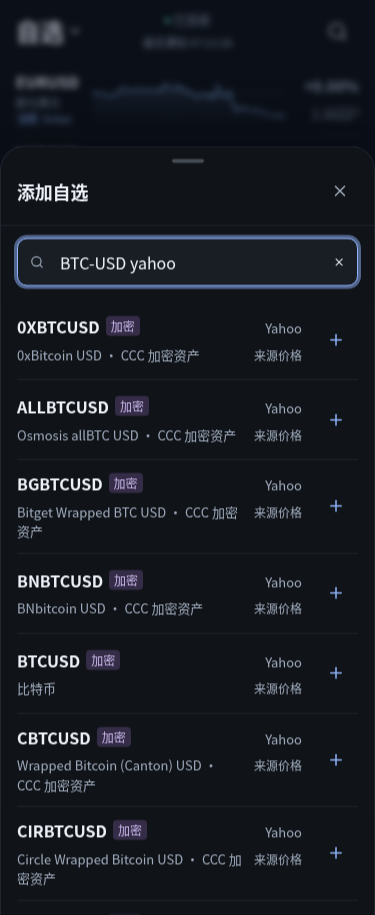 自选
EURUSD
添加自选
BTC-USD yahoo
0XBTCUSD 加密 Yahoo
0xBitcoin USD • CCC 加密资产 来源价格
ALLBTCUSD 加密 Yahoo
Osmosis allBTC USD • CCC 加密资产 来源价格
BGBTCUSD 加密 Yahoo
Bitget Wrapped BTC USD • CCC 加密 来源价格
资产
BNBTCUSD 加密 Yahoo
BNbitcoin USD • CCC 加密资产 来源价格
BTCUSD 加密 Yahoo
比特币 来源价格
CBTCUSD 加密 Yahoo
Wrapped Bitcoin (Canton) USD • 来源价格
CCC 加密资产
CIRBTCUSD 加密 Yahoo
Circle Wrapped Bitcoin USD • CCC 加 来源价格
密资产